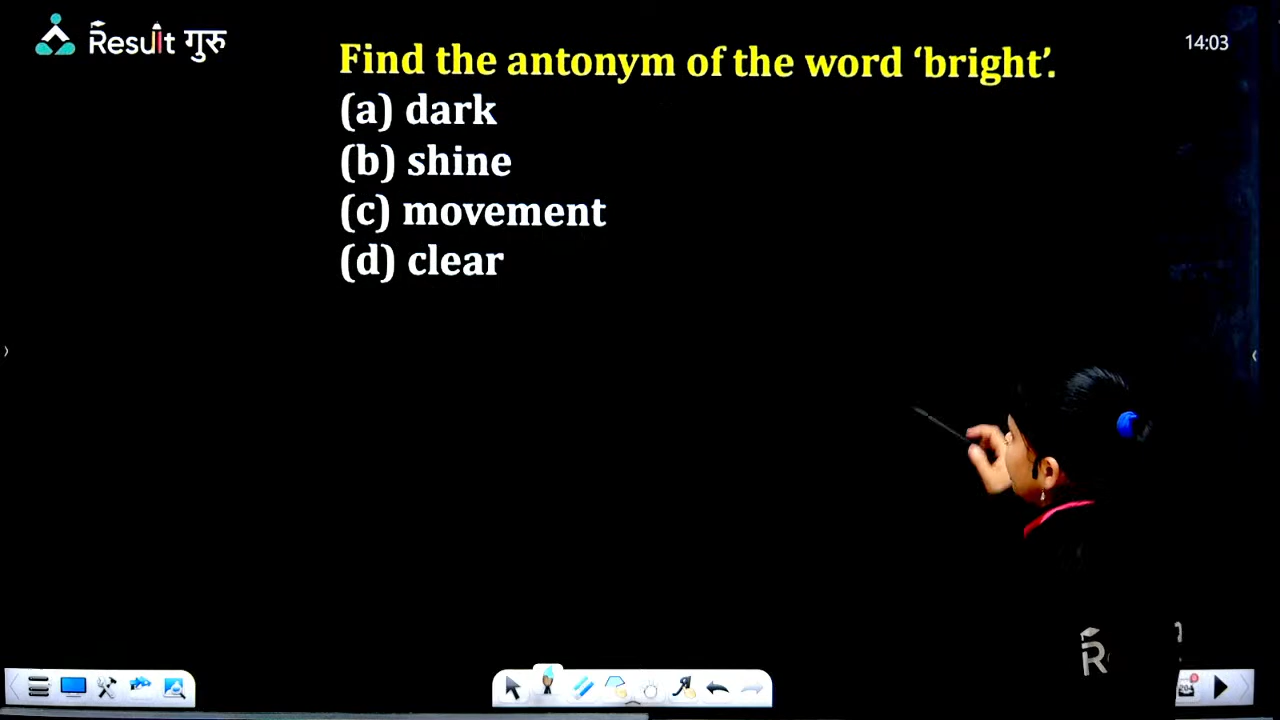 Result गुरु
14:03
Find the antonym of the word ‘bright’.
(a) dark
(b) shine
(c) movement
(d) clear